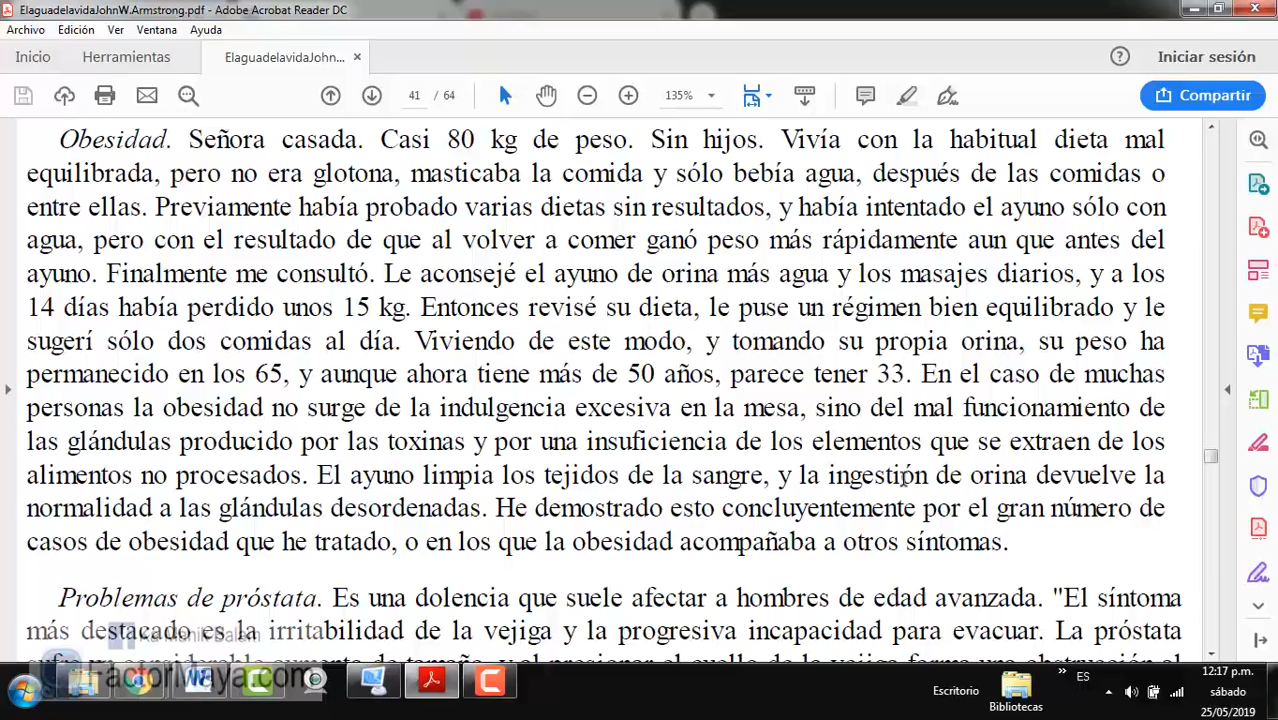 ElaguadelavidaJohnW.Armstrong.pdf - Adobe Acrobat Reader DC
Archivo Edición Ver Ventana Ayuda
Inicio Herramientas ElaguadelavidaJohn... × Iniciar sesión
41 / 64 135% Compartir
Obesidad. Señora casada. Casi 80 kg de peso. Sin hijos. Vivía con la habitual dieta mal
equilibrada, pero no era glotona, masticaba la comida y sólo bebía agua, después de las comidas o
entre ellas. Previamente había probado varias dietas sin resultados, y había intentado el ayuno sólo con
agua, pero con el resultado de que al volver a comer ganó peso más rápidamente aun que antes del
ayuno. Finalmente me consultó. Le aconsejé el ayuno de orina más agua y los masajes diarios, y a los
14 días había perdido unos 15 kg. Entonces revisé su dieta, le puse un régimen bien equilibrado y le
sugerí sólo dos comidas al día. Viviendo de este modo, y tomando su propia orina, su peso ha
permanecido en los 65, y aunque ahora tiene más de 50 años, parece tener 33. En el caso de muchas
personas la obesidad no surge de la indulgencia excesiva en la mesa, sino del mal funcionamiento de
las glándulas producido por las toxinas y por una insuficiencia de los elementos que se extraen de los
alimentos no procesados. El ayuno limpia los tejidos de la sangre, y la ingestión de orina devuelve la
normalidad a las glándulas desordenadas. He demostrado esto concluyentemente por el gran número de
casos de obesidad que he tratado, o en los que la obesidad acompañaba a otros síntomas.
Problemas de próstata. Es una dolencia que suele afectar a hombres de edad avanzada. "El síntoma
más destacado es la irritabilidad de la vejiga y la progresiva incapacidad para evacuar. La próstata
FactorMaya.com
ES
12:17 p.m.
Escritorio
sábado
Bibliotecas
25/05/2019